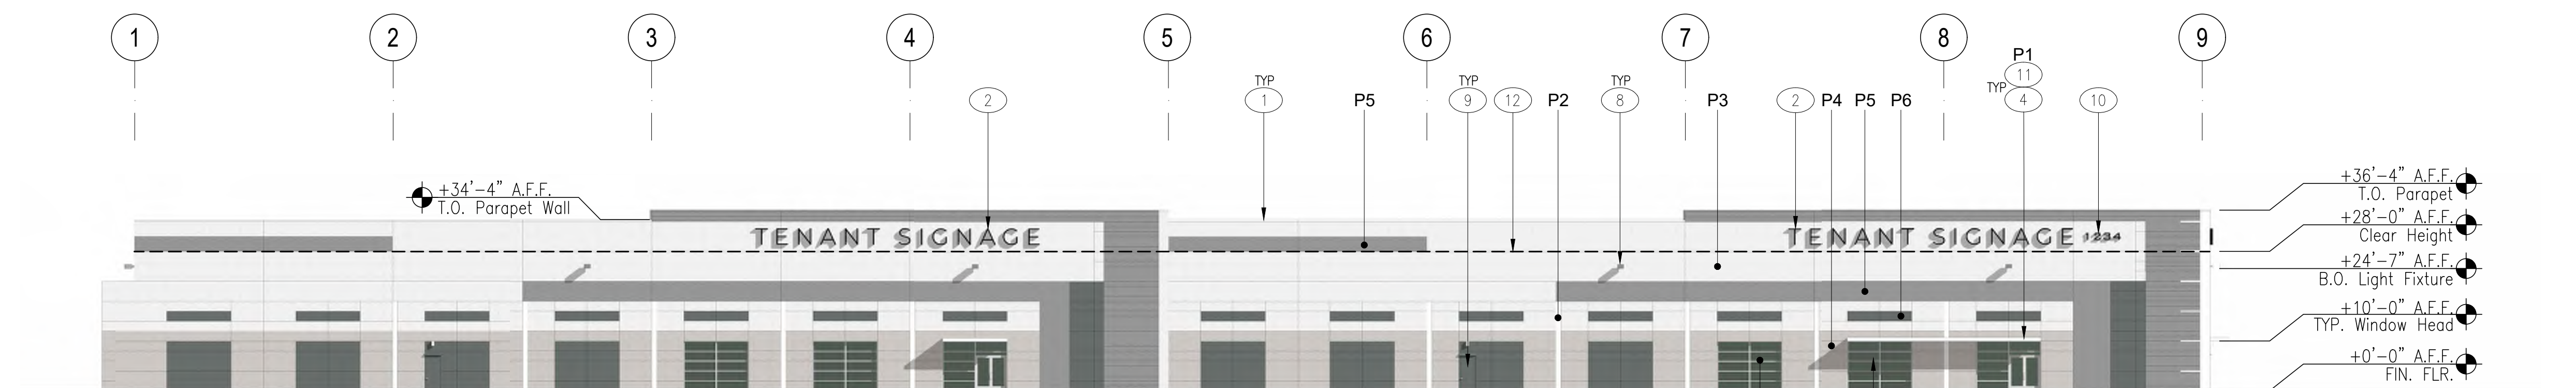 1 2 3 4 5 6 7 8 9
P1
TYP TYP TYP 11
TYP
2 1 P5 9 12 P2 8 P3 2 P4 P5 P6 4 10
+34'-4" A.F.F.
T.O. Parapet Wall
+36'-4" A.F.F.
T.O. Parapet
+28'-0" A.F.F.
Clear Height
+24'-7" A.F.F.
B.O. Light Fixture
+10'-0" A.F.F.
TYP. Window Head
+0'-0" A.F.F.
FIN. FLR.
TENANT SIGNAGE
TENANT SIGNAGE 1234